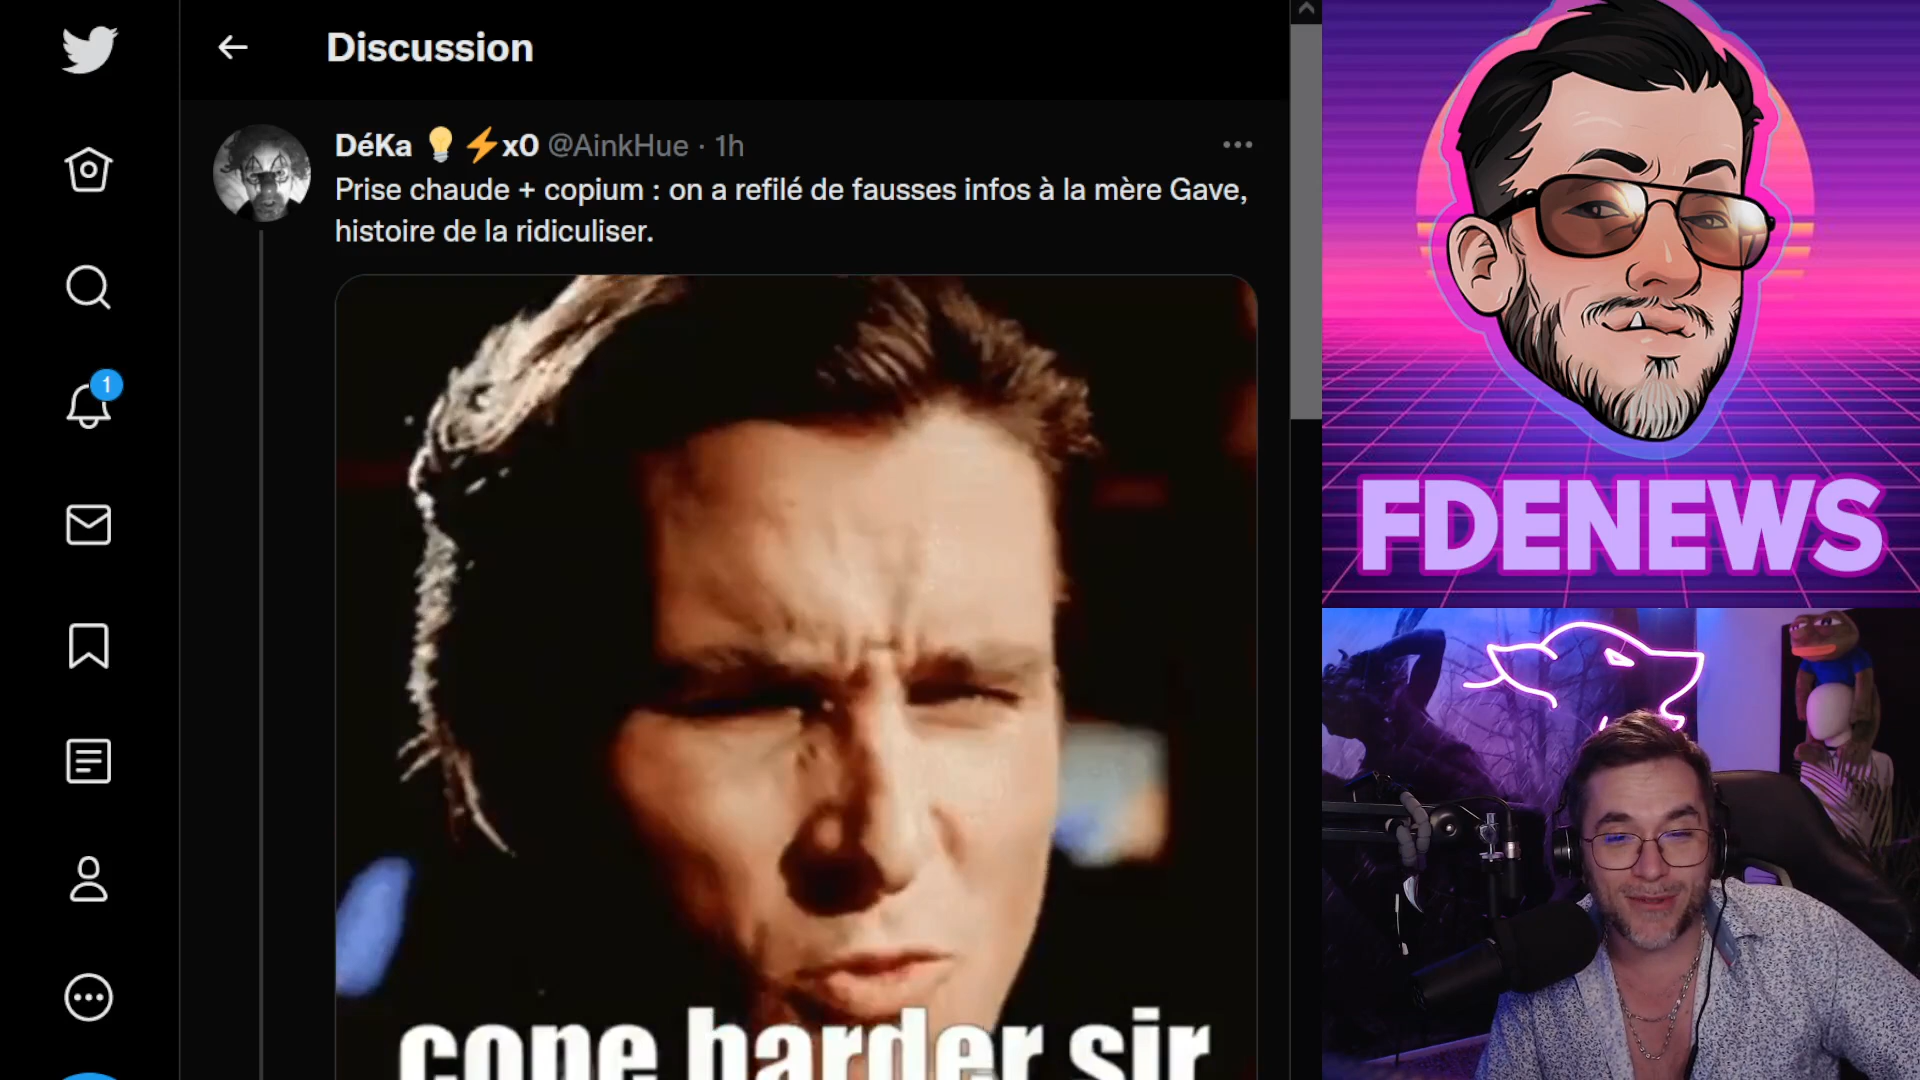 Discussion
DéKa 💡⚡x0 @AinkHue · 1h
Prise chaude + copium : on a refilé de fausses infos à la mère Gave,
histoire de la ridiculiser.
1
cope harder sir
FDENEWS